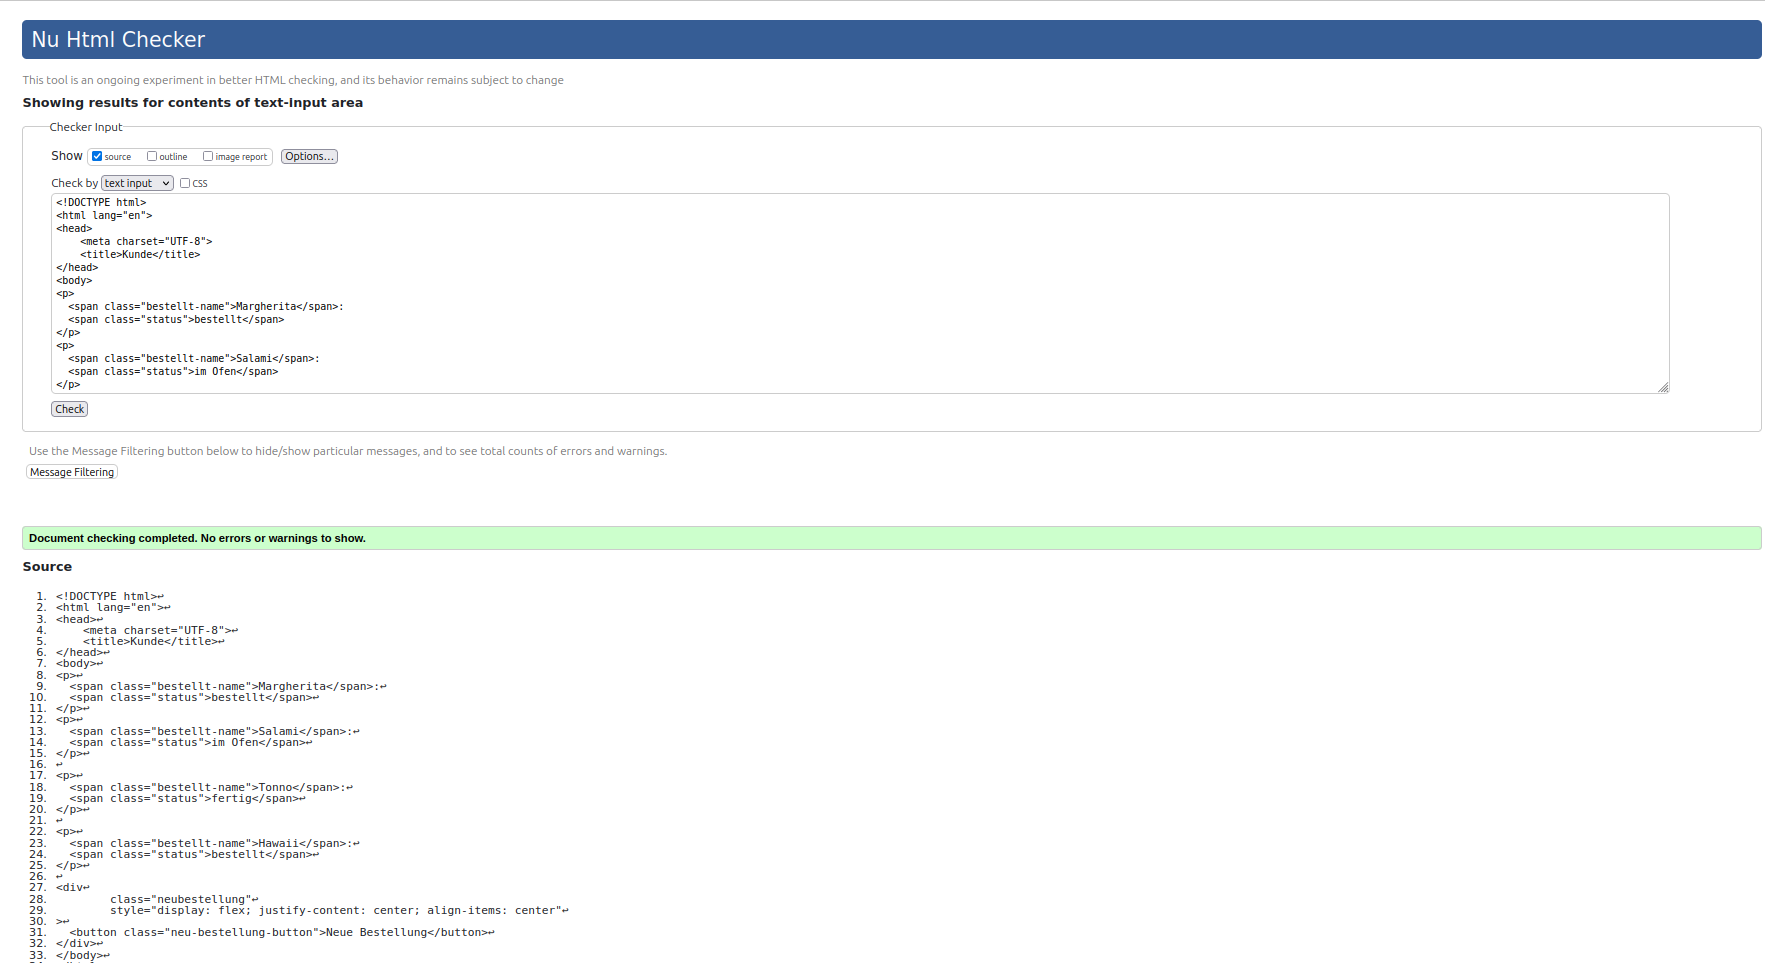 Nu Html Checker
This tool is an ongoing experiment in better HTML checking, and its behavior remains subject to change
Showing results for contents of text-input area
Checker Input
Show source outline image report Options...
Check by text input CSS
<!DOCTYPE html>
<html lang="en">
<head>
    <meta charset="UTF-8">
    <title>Kunde</title>
</head>
<body>
<p>
  <span class="bestellt-name">Margherita</span>:
  <span class="status">bestellt</span>
</p>
<p>
  <span class="bestellt-name">Salami</span>:
  <span class="status">im Ofen</span>
</p>
Check
Use the Message Filtering button below to hide/show particular messages, and to see total counts of errors and warnings.
Message Filtering
Document checking completed. No errors or warnings to show.
Source
1. <!DOCTYPE html>↩
2. <html lang="en">↩
3. <head>↩
4.     <meta charset="UTF-8">↩
5.     <title>Kunde</title>↩
6. </head>↩
7. <body>↩
8. <p>↩
9.   <span class="bestellt-name">Margherita</span>:↩
10.   <span class="status">bestellt</span>↩
11. </p>↩
12. <p>↩
13.   <span class="bestellt-name">Salami</span>:↩
14.   <span class="status">im Ofen</span>↩
15. </p>↩
16. ↩
17. <p>↩
18.   <span class="bestellt-name">Tonno</span>:↩
19.   <span class="status">fertig</span>↩
20. </p>↩
21. ↩
22. <p>↩
23.   <span class="bestellt-name">Hawaii</span>:↩
24.   <span class="status">bestellt</span>↩
25. </p>↩
26. ↩
27. <div↩
28.         class="neubestellung"↩
29.         style="display: flex; justify-content: center; align-items: center"↩
30. >↩
31.   <button class="neu-bestellung-button">Neue Bestellung</button>↩
32. </div>↩
33. </body>↩